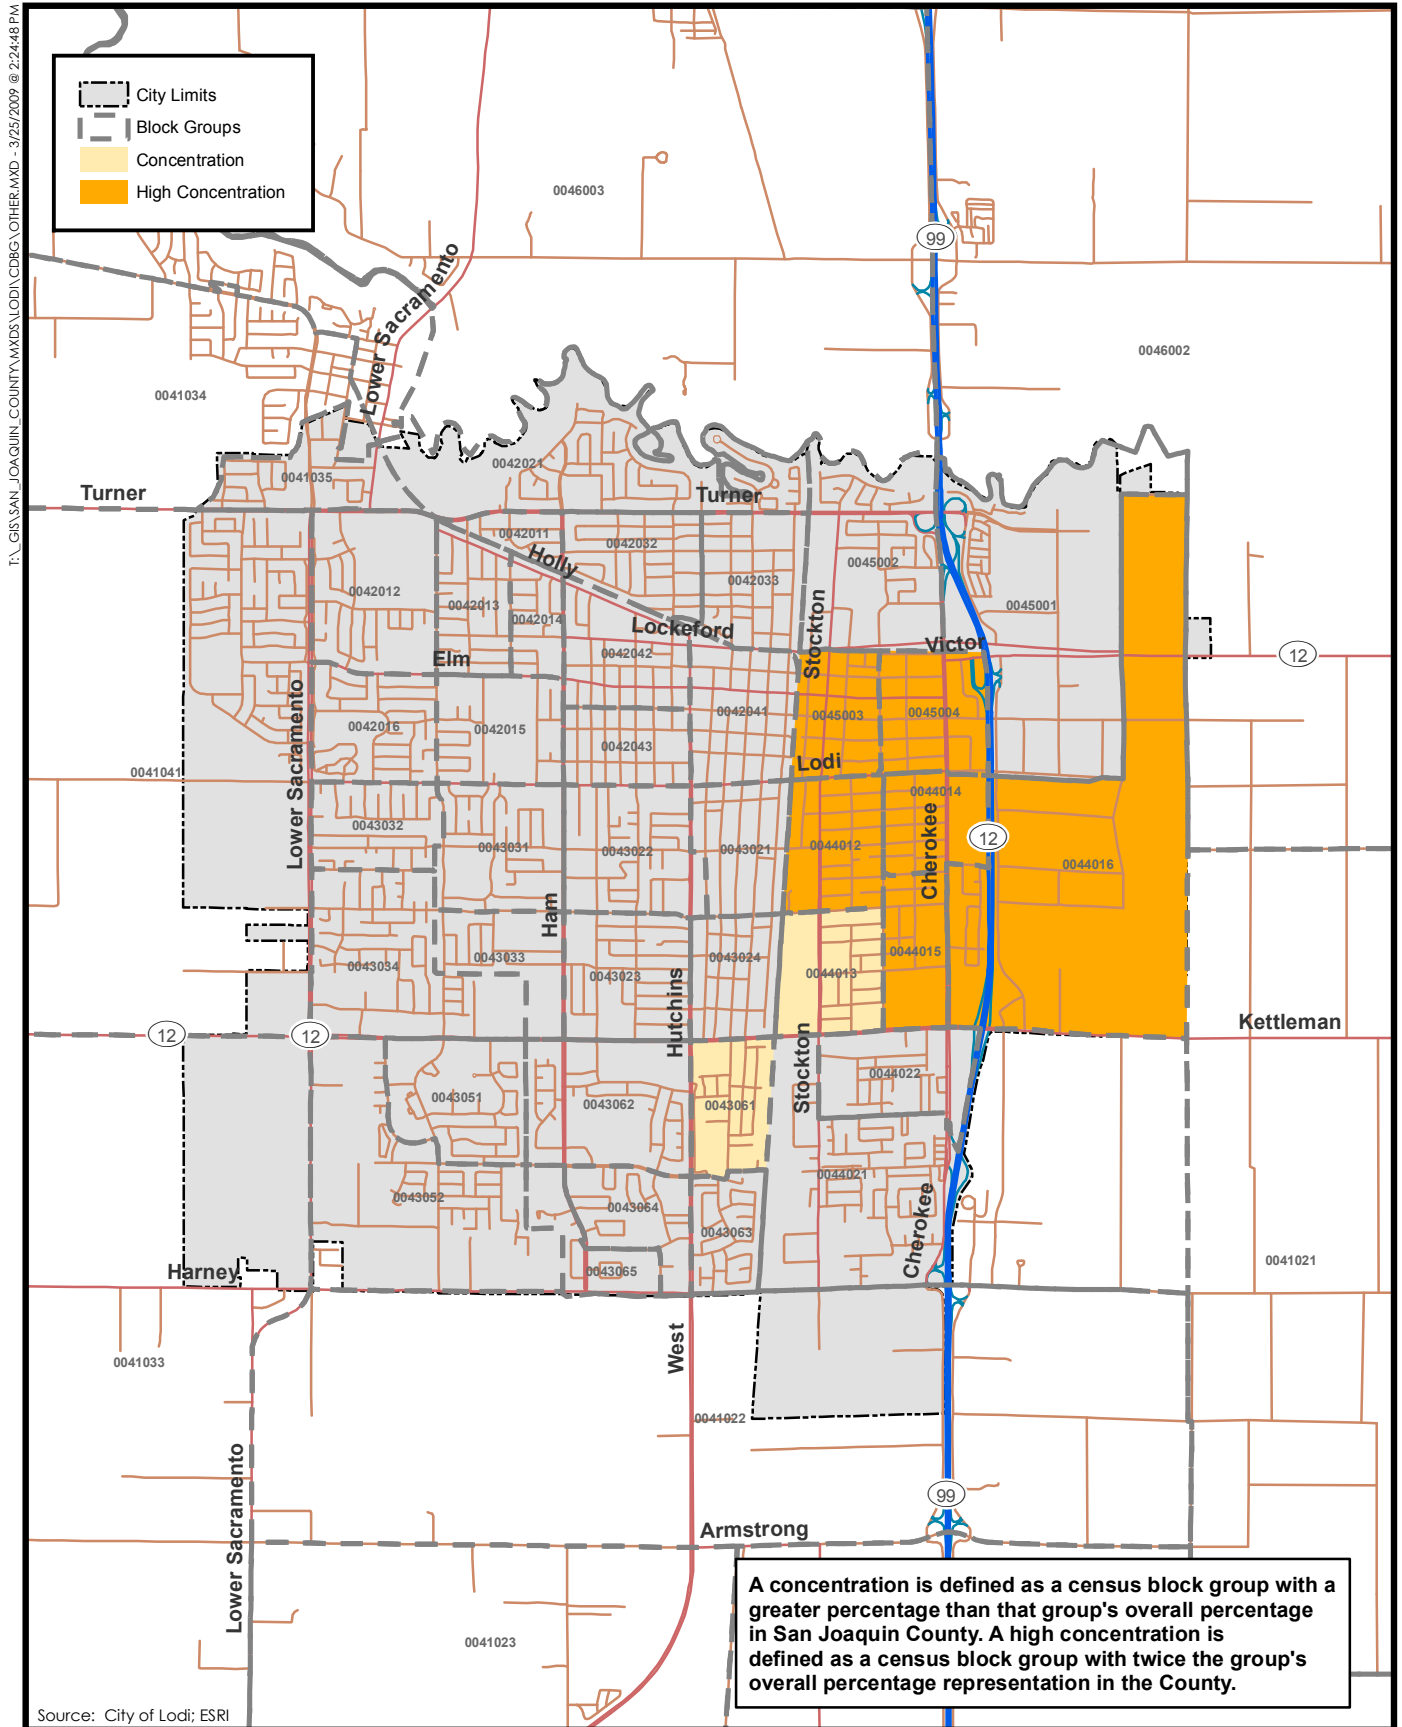 T:\_GIS\SAN_JOAQUIN_COUNTY\MXDS\LODI\CDBG\OTHER.MXD - 3/25/2009 @ 2:24:48 PM
City Limits
Block Groups
Concentration
High Concentration
0046003
99
Lower Sacramento
0046002
0041034
0042021
0041035
Turner
Turner
0042011
0042032
Holly
0042033
0045002
0042012
0042013
0042014
0045001
Stockton
Lockeford
Victor
12
Elm
0042042
Lower Sacramento
0042016
0042015
0042041
0045003
0045004
0042043
0041041
Lodi
0044014
0043032
0043031
0043022
0043021
0044012
Cherokee
12
0044016
Ham
0043034
0043033
0043023
0043024
0044013
0044015
Hutchins
12
12
Stockton
Kettleman
0043051
0043062
0043061
0044022
0043052
0043064
0043063
0044021
Cherokee
0043065
Harney
0041021
0041033
West
0041022
Lower Sacramento
99
Armstrong
0041023
A concentration is defined as a census block group with a
greater percentage than that group's overall percentage
in San Joaquin County. A high concentration is
defined as a census block group with twice the group's
overall percentage representation in the County.
Source: City of Lodi; ESRI